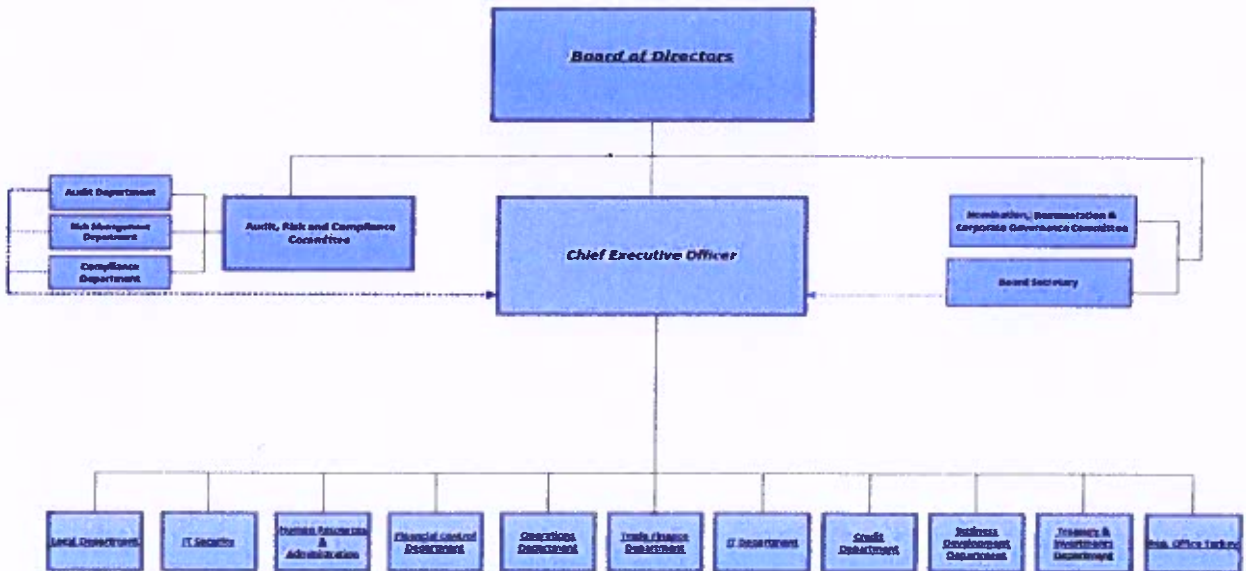 Board of Directors
Audit Department
Risk Management
Department
Compliance
Department
Audit, Risk and Compliance
Committee
Chief Executive Officer
Nomination, Remuneration &
Corporate Governance Committee
Board Secretary
Legal Department
IT Security
Human Resources
&
Administration
Financial Control
Department
Operations
Department
Trade Finance
Department
IT Department
Credit
Department
Business
Development
Department
Treasury &
Investments
Department
Rep. Office Turkey